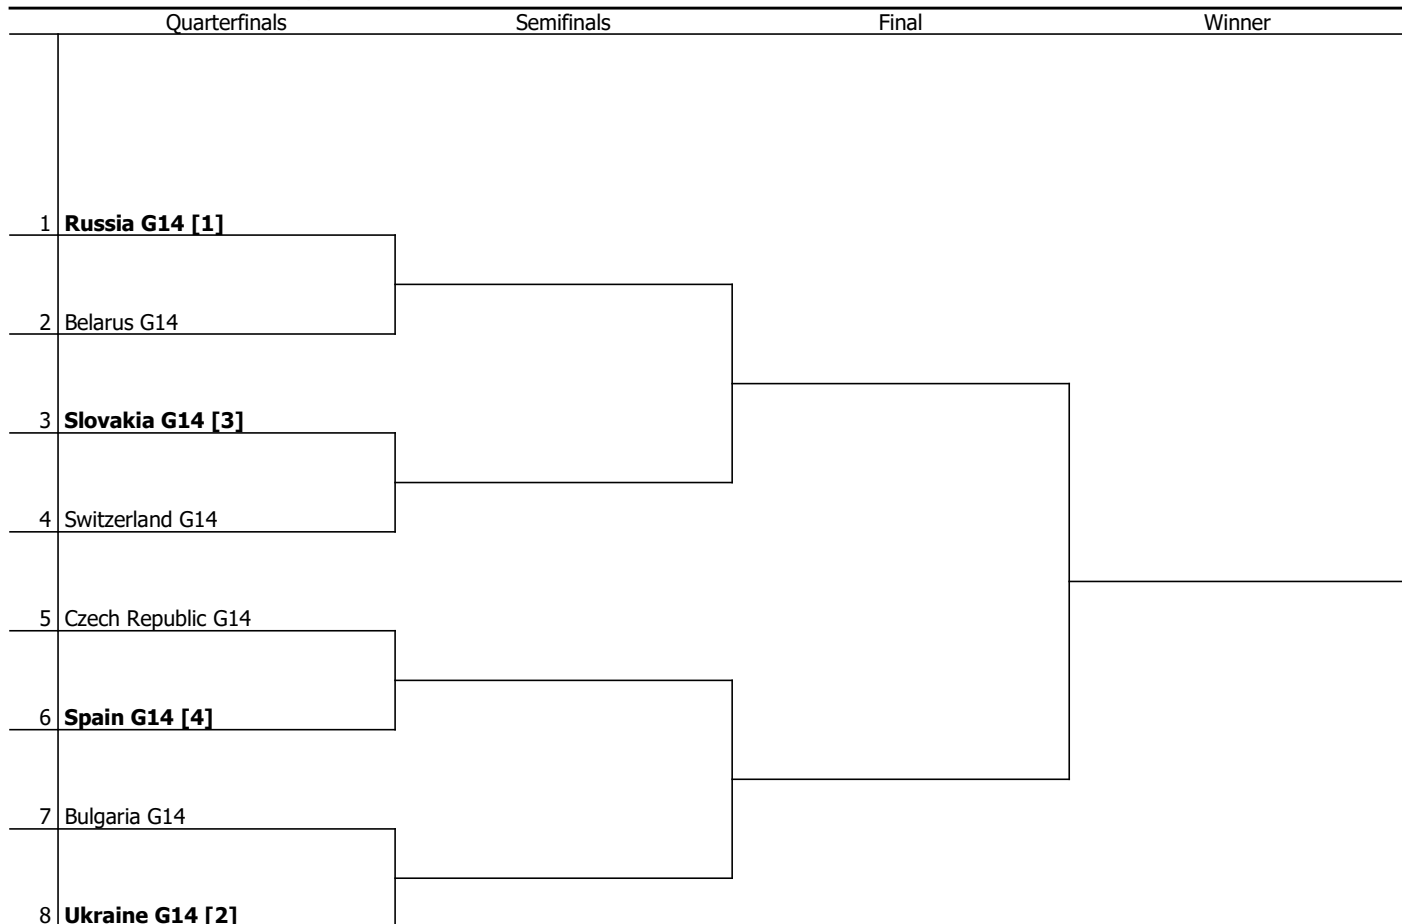 Quarterfinals Semifinals Final Winner
1 Russia G14 [1]
2 Belarus G14
3 Slovakia G14 [3]
4 Switzerland G14
5 Czech Republic G14
6 Spain G14 [4]
7 Bulgaria G14
8 Ukraine G14 [2]